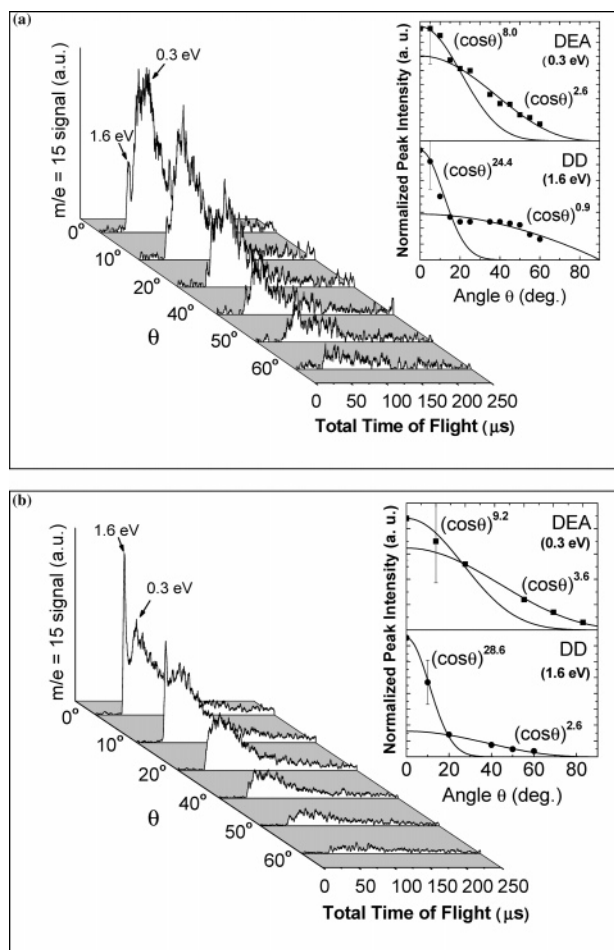 (a)
m/e = 15 signal (a.u.)
1.6 eV
0.3 eV
0°
10°
20°
40°
50°
60°
θ
0 50 100 150 200 250
Total Time of Flight (μs)
Normalized Peak Intensity (a. u.)
(cosθ)^8.0
DEA
(0.3 eV)
(cosθ)^2.6
(cosθ)^24.4
DD
(1.6 eV)
(cosθ)^0.9
0 20 40 60 80
Angle θ (deg.)
(b)
m/e = 15 signal (a.u.)
1.6 eV
0.3 eV
0°
10°
20°
40°
50°
60°
θ
0 50 100 150 200 250
Total Time of Flight (μs)
Normalized Peak Intensity (a. u.)
(cosθ)^9.2
DEA
(0.3 eV)
(cosθ)^3.6
(cosθ)^28.6
DD
(1.6 eV)
(cosθ)^2.6
0 20 40 60 80
Angle θ (deg.)